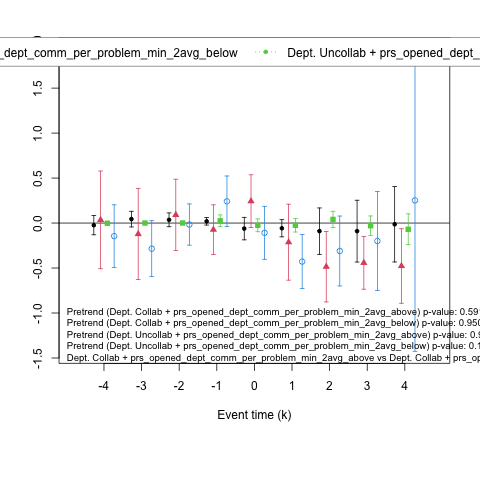 dept_comm_per_problem_min_2avg_below Dept. Uncollab + prs_opened_dept_
1.5
1.0
0.5
0.0
-0.5
-1.0
-1.5
Pretrend (Dept. Collab + prs_opened_dept_comm_per_problem_min_2avg_above) p-value: 0.59
Pretrend (Dept. Collab + prs_opened_dept_comm_per_problem_min_2avg_below) p-value: 0.950
Pretrend (Dept. Uncollab + prs_opened_dept_comm_per_problem_min_2avg_above) p-value: 0.9
Pretrend (Dept. Uncollab + prs_opened_dept_comm_per_problem_min_2avg_below) p-value: 0.1
Dept. Collab + prs_opened_dept_comm_per_problem_min_2avg_above vs Dept. Collab + prs_op
-4 -3 -2 -1 0 1 2 3 4
Event time (k)